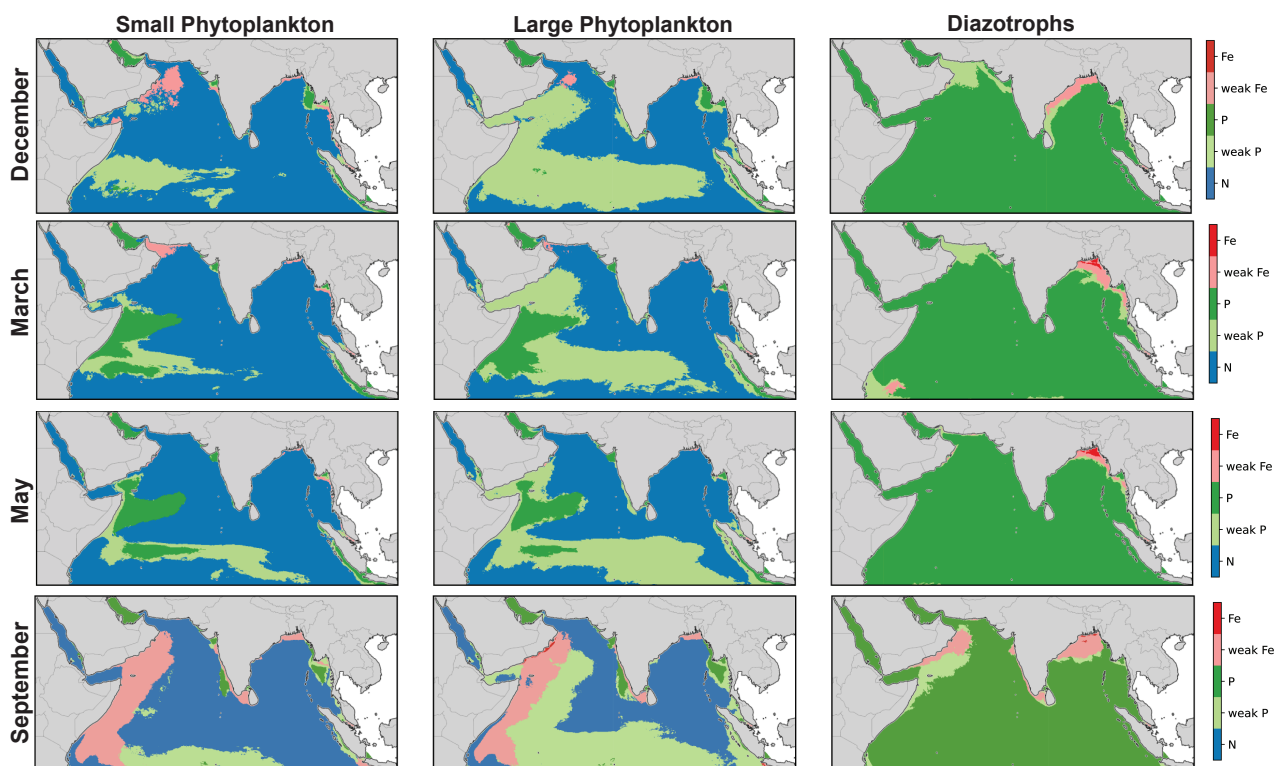 Small Phytoplankton
Large Phytoplankton
Diazotrophs
December
Fe
weak Fe
P
weak P
N
March
Fe
weak Fe
P
weak P
N
May
Fe
weak Fe
P
weak P
N
September
Fe
weak Fe
P
weak P
N